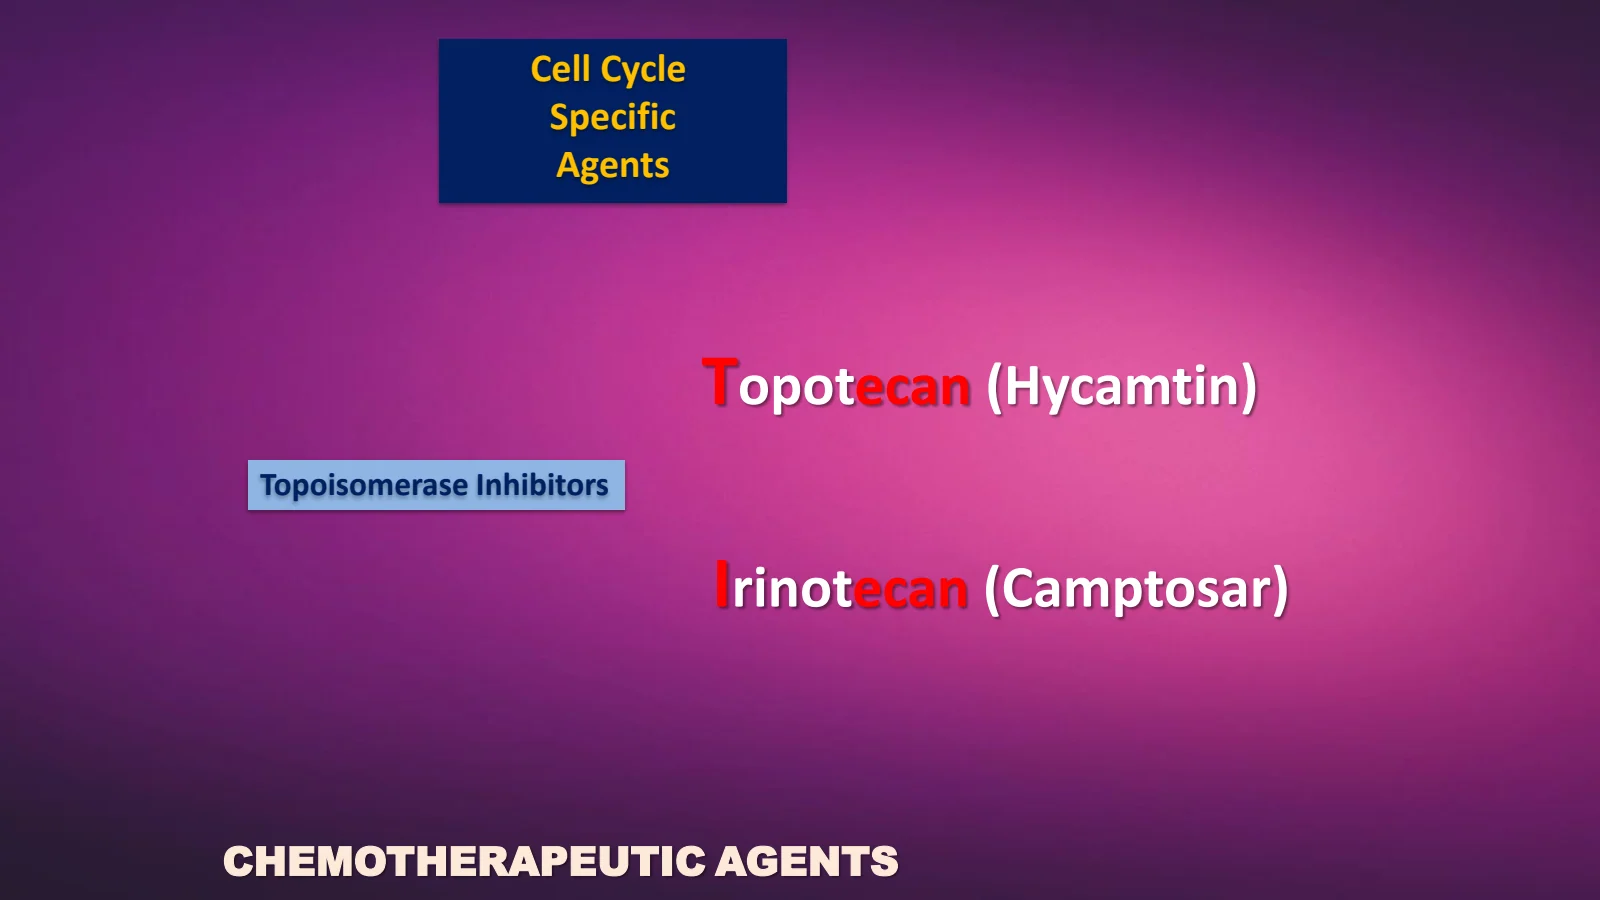 Cell Cycle
Specific
Agents
Topotecan (Hycamtin)
Topoisomerase Inhibitors
Irinotecan (Camptosar)
CHEMOTHERAPEUTIC AGENTS